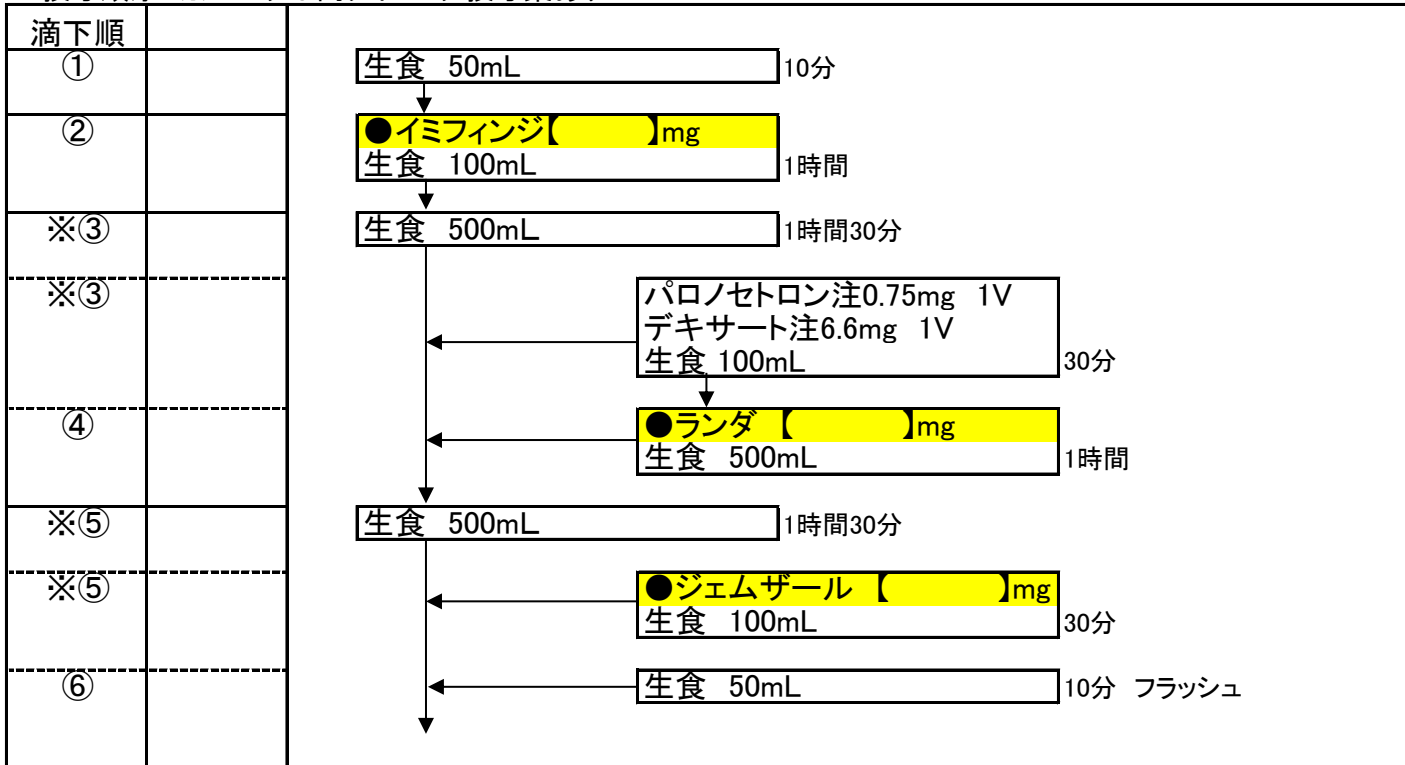 滴下順
①
生食 50mL 10分
②
●イミフィンジ【 】mg
生食 100mL 1時間
※③
生食 500mL 1時間30分
※③
パロノセトロン注0.75mg 1V
デキサート注6.6mg 1V
生食 100mL 30分
④
●ランダ 【 】mg
生食 500mL 1時間
※⑤
生食 500mL 1時間30分
※⑤
●ジェムザール 【 】mg
生食 100mL 30分
⑥
生食 50mL 10分 フラッシュ